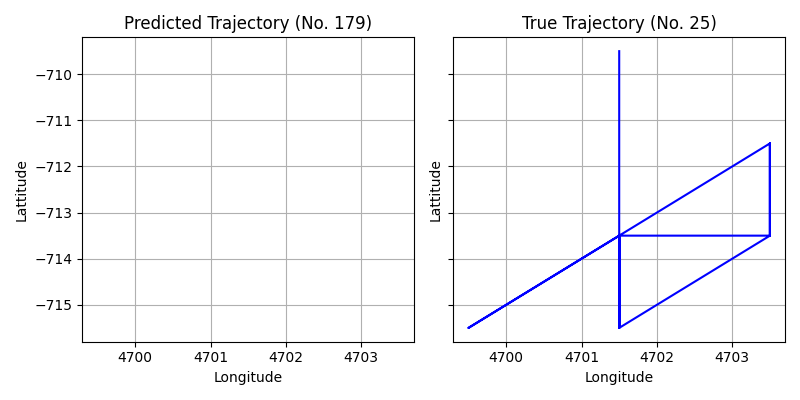 Predicted Trajectory (No. 179)
True Trajectory (No. 25)
−710
−711
−712
−713
−714
−715
Lattitude
4700 4701 4702 4703
Longitude
Lattitude
4700 4701 4702 4703
Longitude